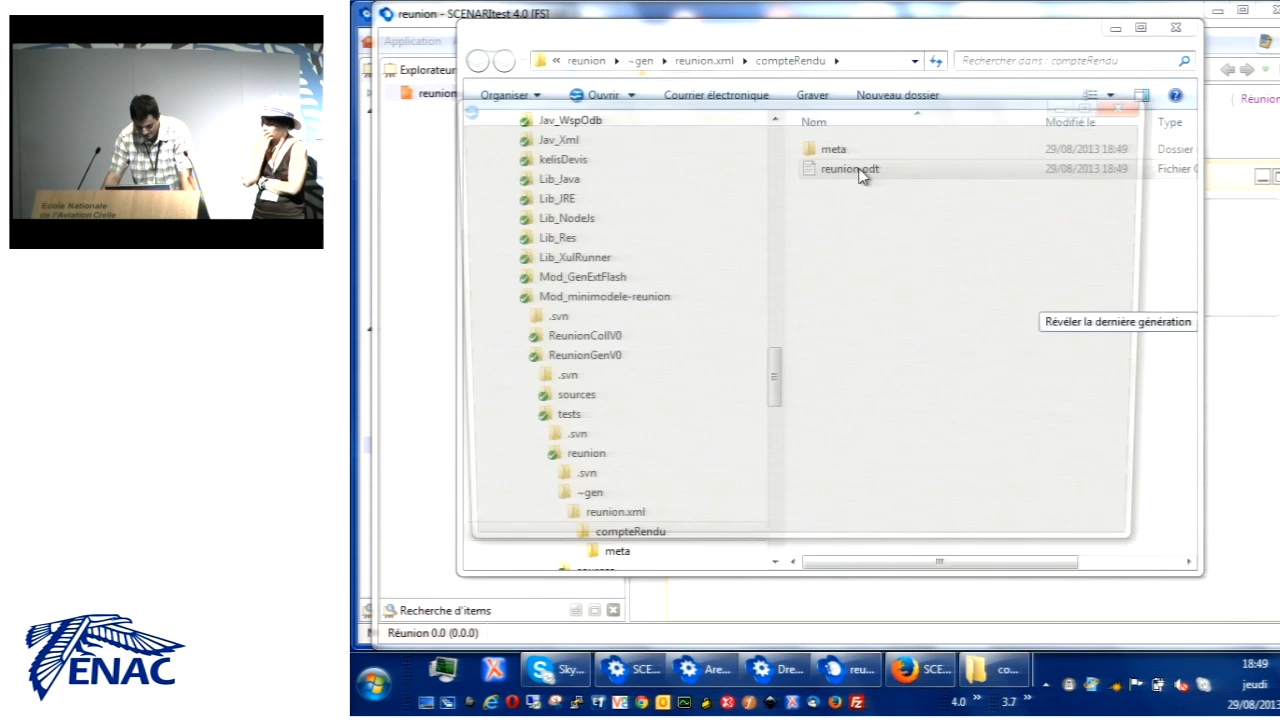 reunion - SCENARItest 4.0 [FS]
Application
Explorateur
reunion
« reunion ▸ ~gen ▸ reunion.xml ▸ compteRendu ▸
Rechercher dans : compteRendu
Organiser
Ouvrir
Courrier électronique
Graver
Nouveau dossier
Réunion
Nom
Modifié le
Type
Jav_WspOdb
Jav_Xml
kelisDevis
Lib_Java
Lib_JRE
Lib_NodeJs
Lib_Res
Lib_XulRunner
Mod_GenExtFlash
Mod_minimodele-reunion
.svn
ReunionCollV0
ReunionGenV0
.svn
sources
tests
.svn
reunion
.svn
~gen
reunion.xml
compteRendu
meta
meta
29/08/2013 18:49
Dossier
reunion.odt
29/08/2013 18:49
Fichier
Révéler la dernière génération
Recherche d'items
Réunion 0.0 (0.0.0)
Sky...
SCE...
Are...
Dre...
reu...
SCE...
co...
4.0 »
3.7 »
18:49
jeudi
29/08/2013
Ecole Nationale
de l'Aviation Civile
ENAC